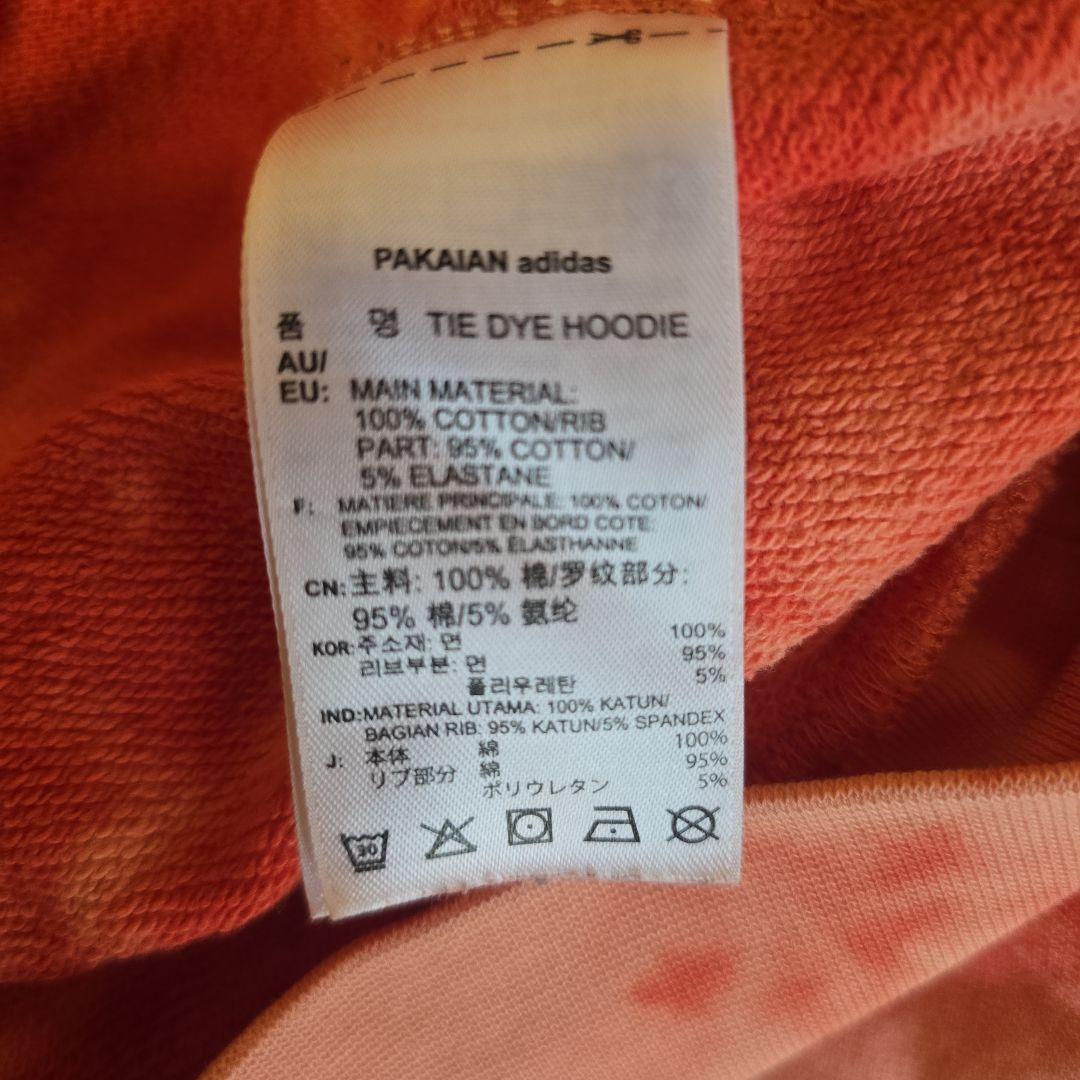 PAKAIAN adidas
품 명 TIE DYE HOODIE
AU/
EU: MAIN MATERIAL:
100% COTTON/RIB
PART: 95% COTTON/
5% ELASTANE
F: MATIERE PRINCIPALE: 100% COTON/
EMPIECEMENT EN BORD COTE:
95% COTON/5% ÉLASTHANNE
CN: 主料: 100% 棉/罗纹部分:
95% 棉/5% 氨纶
KOR: 주소재: 면 100%
리브부분: 면 95%
폴리우레탄 5%
IND: MATERIAL UTAMA: 100% KATUN/
BAGIAN RIB: 95% KATUN/5% SPANDEX
J: 本体 綿 100%
リブ部分 綿 95%
ポリウレタン 5%
30